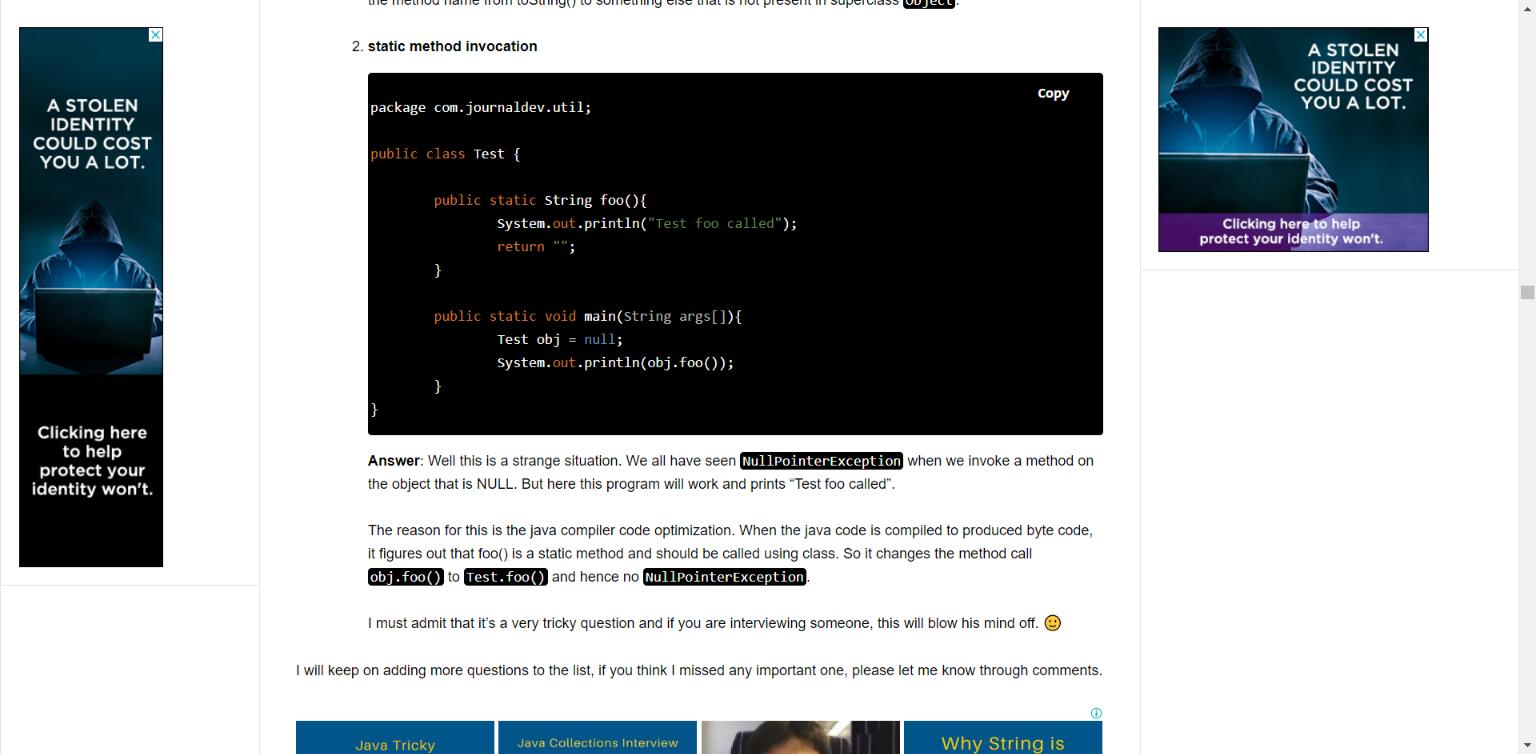 the method name from toString() to something else that is not present in superclass Object.
2. static method invocation
Copy
package com.journaldev.util;
public class Test {
public static String foo(){
System.out.println("Test foo called");
return "";
}
public static void main(String args[]){
Test obj = null;
System.out.println(obj.foo());
}
}
Answer: Well this is a strange situation. We all have seen NullPointerException when we invoke a method on
the object that is NULL. But here this program will work and prints “Test foo called”.
The reason for this is the java compiler code optimization. When the java code is compiled to produced byte code,
it figures out that foo() is a static method and should be called using class. So it changes the method call
obj.foo() to Test.foo() and hence no NullPointerException.
I must admit that it’s a very tricky question and if you are interviewing someone, this will blow his mind off. 🙂
I will keep on adding more questions to the list, if you think I missed any important one, please let me know through comments.
Java Tricky
Java Collections Interview
Why String is
A STOLEN
IDENTITY
COULD COST
YOU A LOT.
Clicking here
to help
protect your
identity won't.
A STOLEN
IDENTITY
COULD COST
YOU A LOT.
Clicking here to help
protect your identity won't.